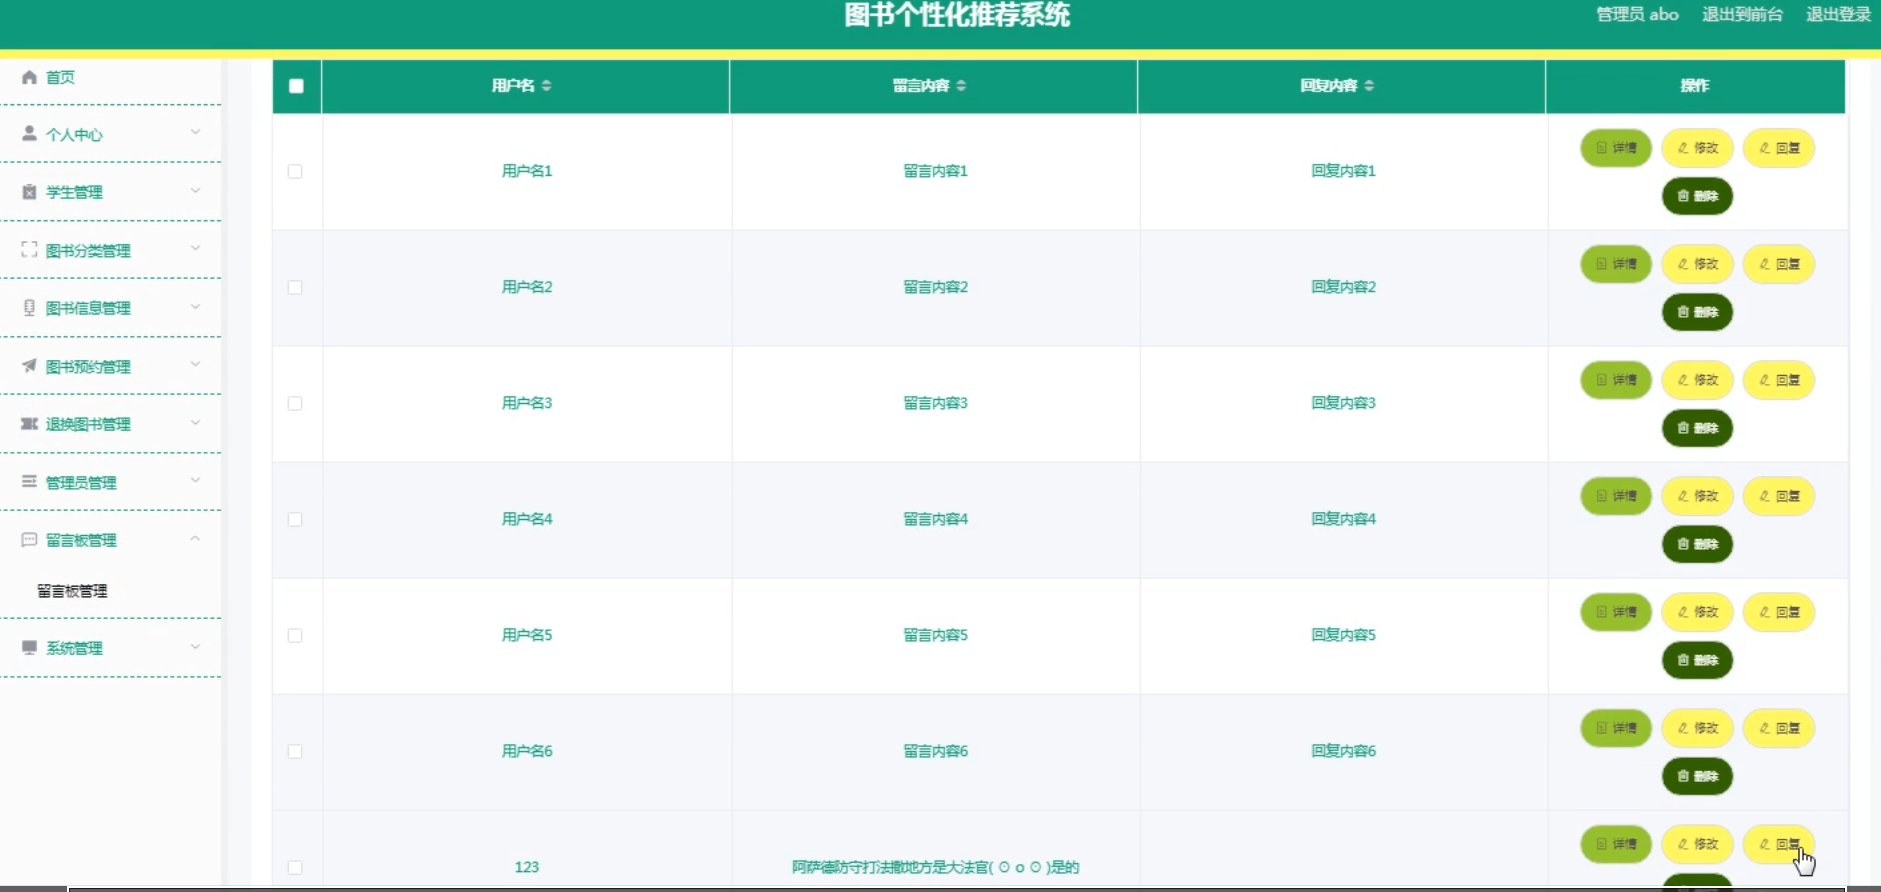 图书个性化推荐系统
管理员 abo 退出到前台 退出登录
首页
个人中心
学生管理
图书分类管理
图书信息管理
图书预约管理
退换图书管理
管理员管理
留言板管理
留言板管理
系统管理
用户名 留言内容 回复内容 操作
用户名1 留言内容1 回复内容1 详情 修改 回复
删除
用户名2 留言内容2 回复内容2 详情 修改 回复
删除
用户名3 留言内容3 回复内容3 详情 修改 回复
删除
用户名4 留言内容4 回复内容4 详情 修改 回复
删除
用户名5 留言内容5 回复内容5 详情 修改 回复
删除
用户名6 留言内容6 回复内容6 详情 修改 回复
删除
123 阿萨德防守打法撒地方是大法官( ⊙ o ⊙ )是的 详情 修改 回复